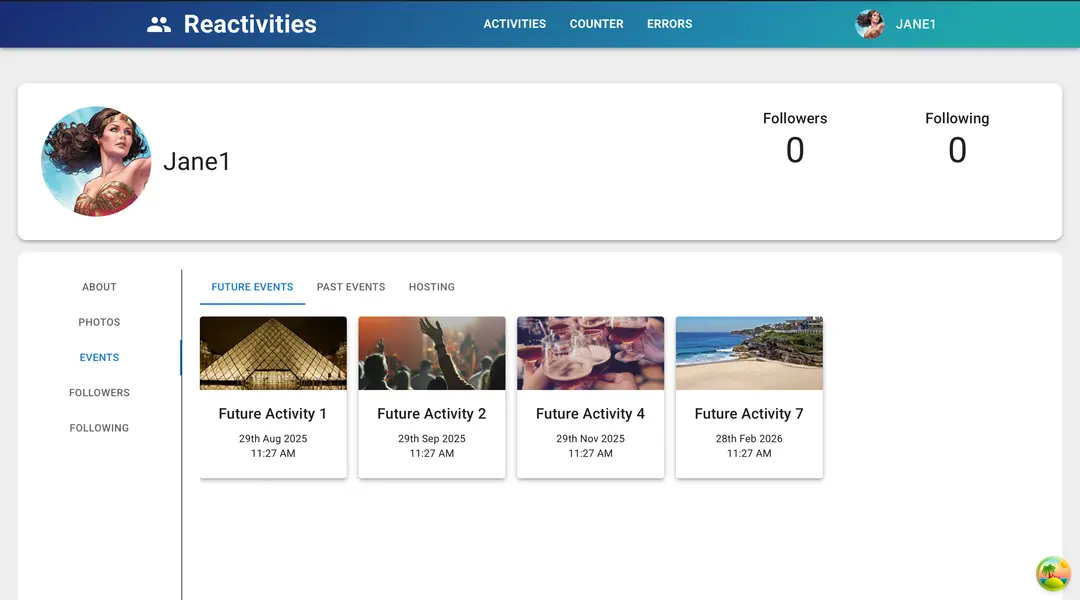 Reactivities
ACTIVITIES COUNTER ERRORS
JANE1
Jane1
Followers
0
Following
0
ABOUT
PHOTOS
EVENTS
FOLLOWERS
FOLLOWING
FUTURE EVENTS PAST EVENTS HOSTING
Future Activity 1
29th Aug 2025
11:27 AM
Future Activity 2
29th Sep 2025
11:27 AM
Future Activity 4
29th Nov 2025
11:27 AM
Future Activity 7
28th Feb 2026
11:27 AM